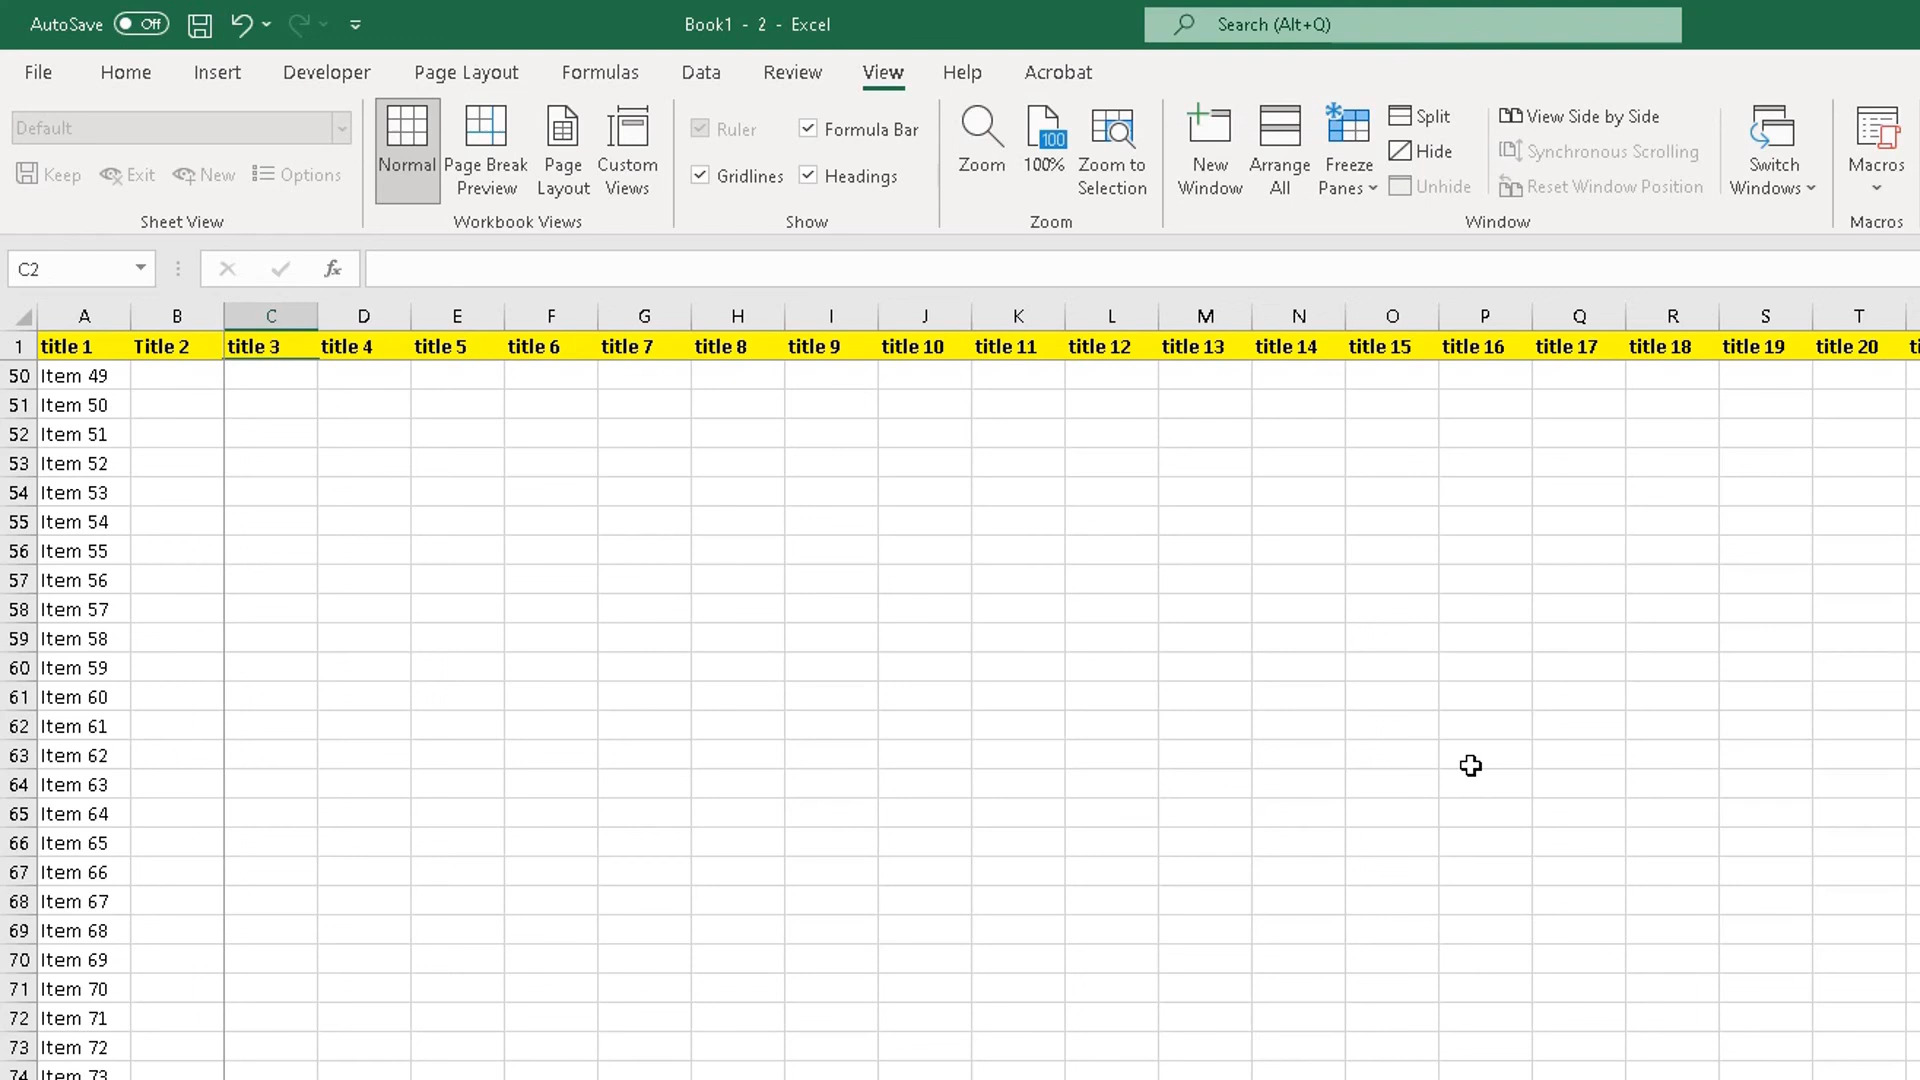 AutoSave Off Book1 - 2 - Excel Search (Alt+Q)
File Home Insert Developer Page Layout Formulas Data Review View Help Acrobat
Default
Keep Exit New Options
Sheet View
Normal
Page Break Preview
Page Layout
Custom Views
Workbook Views
Ruler Formula Bar
Gridlines Headings
Show
Zoom
100
100%
Zoom to Selection
Zoom
New Window
Arrange All
Freeze Panes
Split
Hide
Unhide
View Side by Side
Synchronous Scrolling
Reset Window Position
Window
Switch Windows
Macros
Macros
C2 fx
A B C D E F G H I J K L M N O P Q R S T
1 title 1 Title 2 title 3 title 4 title 5 title 6 title 7 title 8 title 9 title 10 title 11 title 12 title 13 title 14 title 15 title 16 title 17 title 18 title 19 title 20
50 Item 49
51 Item 50
52 Item 51
53 Item 52
54 Item 53
55 Item 54
56 Item 55
57 Item 56
58 Item 57
59 Item 58
60 Item 59
61 Item 60
62 Item 61
63 Item 62
64 Item 63
65 Item 64
66 Item 65
67 Item 66
68 Item 67
69 Item 68
70 Item 69
71 Item 70
72 Item 71
73 Item 72
74 Item 73